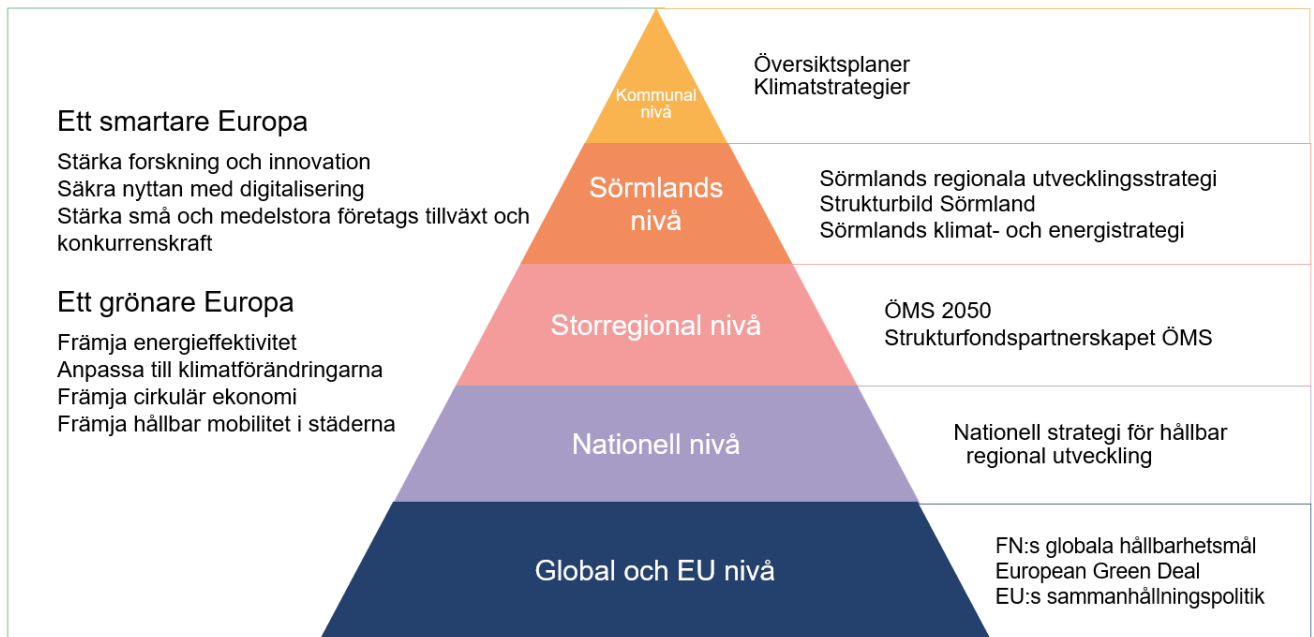 Ett smartare Europa
Stärka forskning och innovation
Säkra nyttan med digitalisering
Stärka små och medelstora företags tillväxt och
konkurrenskraft
Ett grönare Europa
Främja energieffektivitet
Anpassa till klimatförändringarna
Främja cirkulär ekonomi
Främja hållbar mobilitet i städerna
Kommunal
nivå
Översiktsplaner
Klimatstrategier
Sörmlands
nivå
Sörmlands regionala utvecklingsstrategi
Strukturbild Sörmland
Sörmlands klimat- och energistrategi
Storregional nivå
ÖMS 2050
Strukturfondspartnerskapet ÖMS
Nationell nivå
Nationell strategi för hållbar
regional utveckling
Global och EU nivå
FN:s globala hållbarhetsmål
European Green Deal
EU:s sammanhållningspolitik